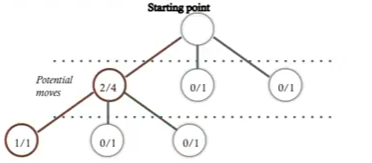 Starting point
Potential
moves
2/4
0/1
0/1
1/1
0/1
0/1